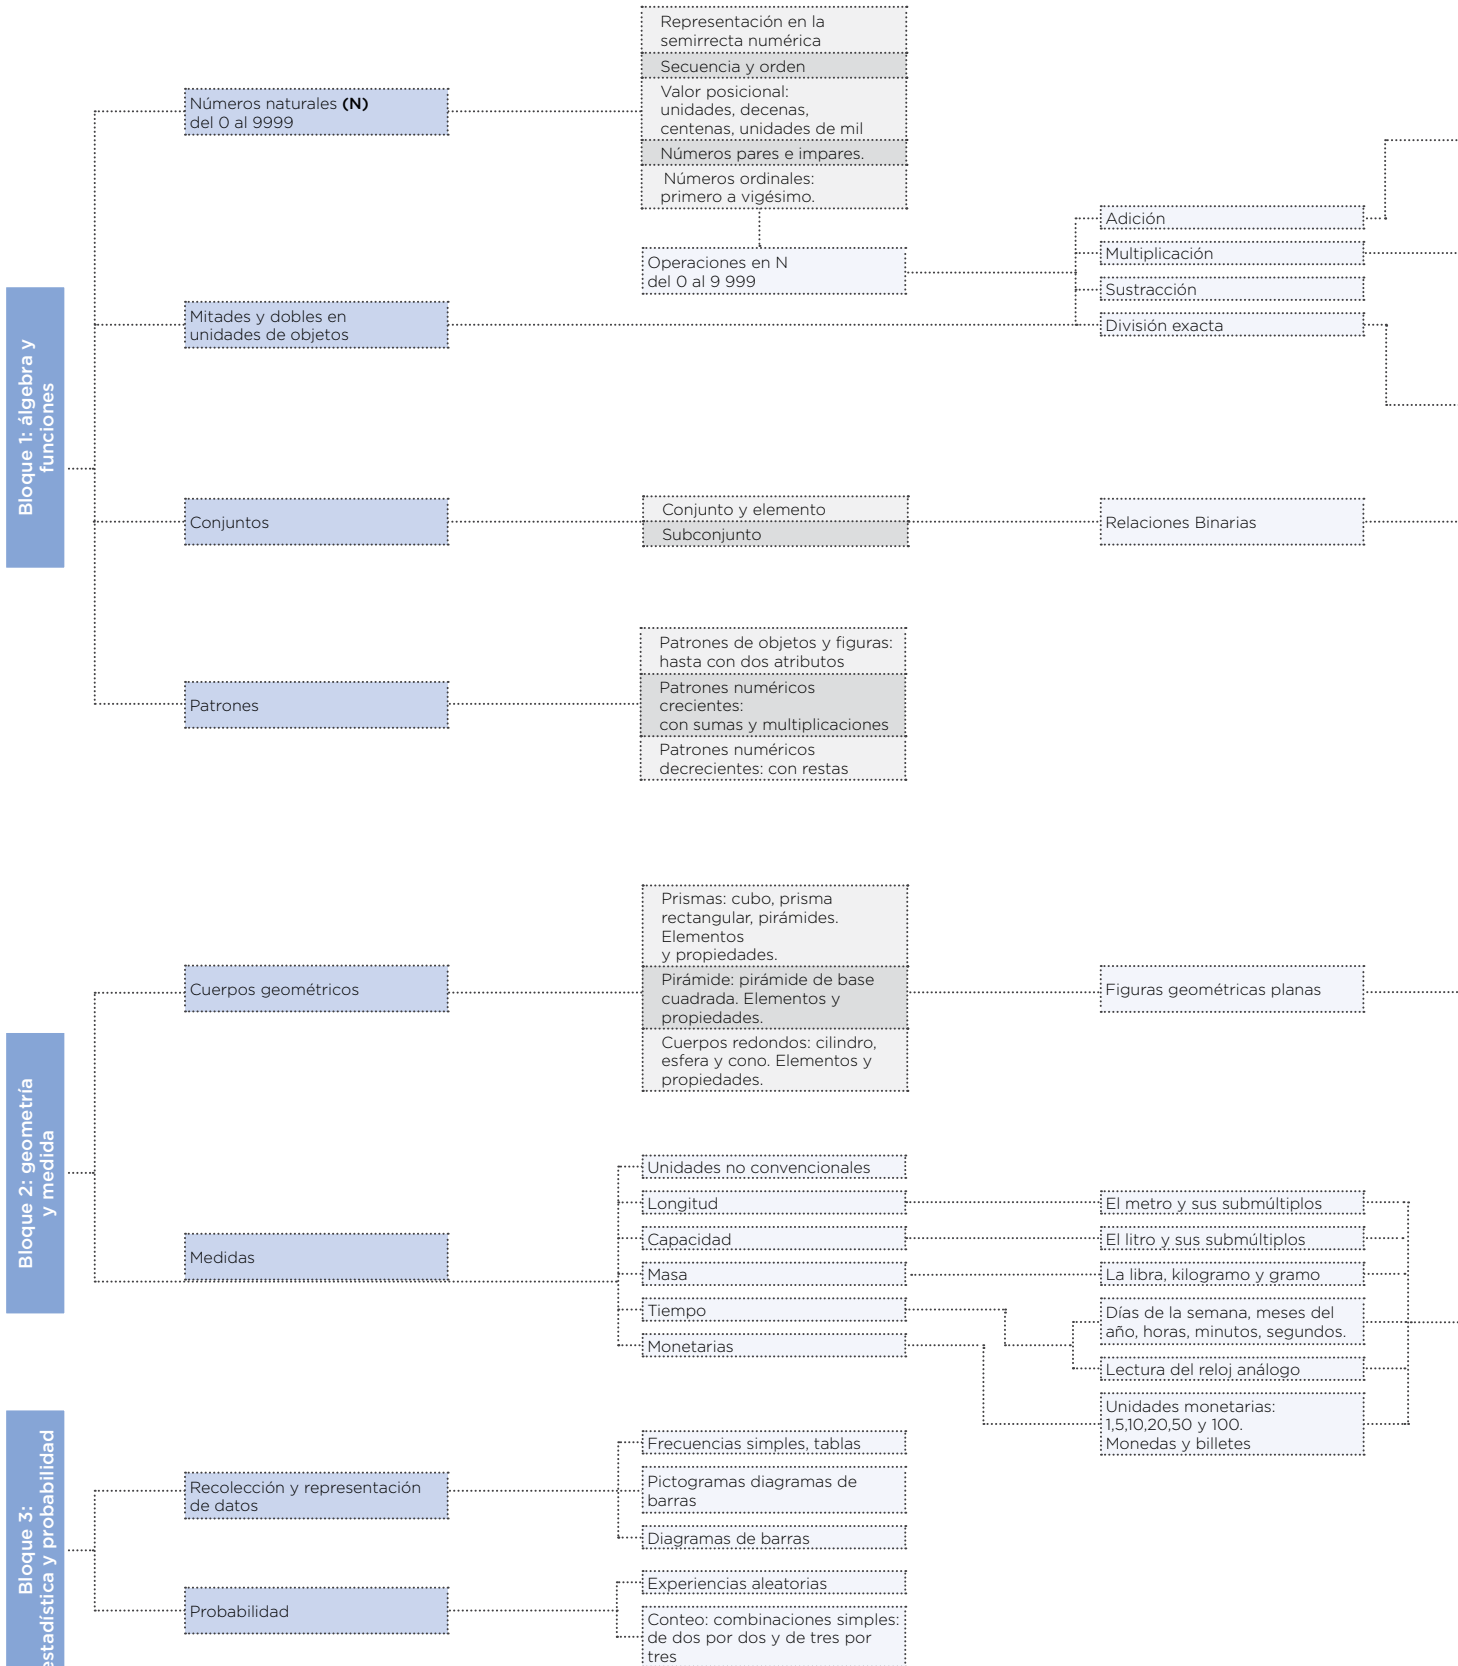 Bloque 1: álgebra y
funciones
Números naturales (N)
del 0 al 9999
Representación en la
semirrecta numérica
Secuencia y orden
Valor posicional:
unidades, decenas,
centenas, unidades de mil
Números pares e impares.
Números ordinales:
primero a vigésimo.
Operaciones en N
del 0 al 9 999
Adición
Multiplicación
Sustracción
División exacta
Mitades y dobles en
unidades de objetos
Conjuntos
Conjunto y elemento
Subconjunto
Relaciones Binarias
Patrones
Patrones de objetos y figuras:
hasta con dos atributos
Patrones numéricos
crecientes:
con sumas y multiplicaciones
Patrones numéricos
decrecientes: con restas
Bloque 2: geometría
y medida
Cuerpos geométricos
Prismas: cubo, prisma
rectangular, pirámides.
Elementos
y propiedades.
Pirámide: pirámide de base
cuadrada. Elementos y
propiedades.
Cuerpos redondos: cilindro,
esfera y cono. Elementos y
propiedades.
Figuras geométricas planas
Medidas
Unidades no convencionales
Longitud
Capacidad
Masa
Tiempo
Monetarias
El metro y sus submúltiplos
El litro y sus submúltiplos
La libra, kilogramo y gramo
Días de la semana, meses del
año, horas, minutos, segundos.
Lectura del reloj análogo
Unidades monetarias:
1,5,10,20,50 y 100.
Monedas y billetes
Bloque 3:
estadística y probabilidad
Recolección y representación
de datos
Frecuencias simples, tablas
Pictogramas diagramas de
barras
Diagramas de barras
Probabilidad
Experiencias aleatorias
Conteo: combinaciones simples:
de dos por dos y de tres por
tres